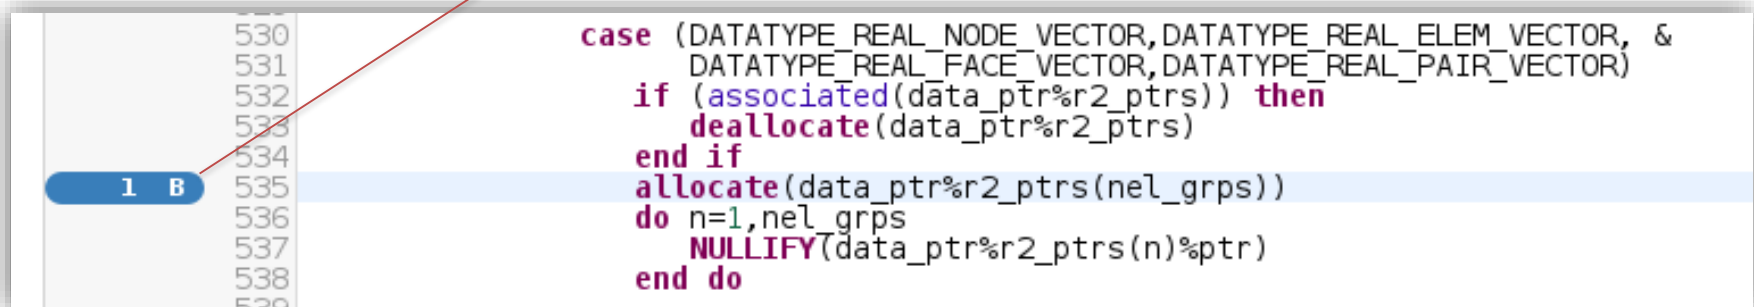 530 case (DATATYPE_REAL_NODE_VECTOR,DATATYPE_REAL_ELEM_VECTOR, &
531 DATATYPE_REAL_FACE_VECTOR,DATATYPE_REAL_PAIR_VECTOR)
532 if (associated(data_ptr%r2_ptrs)) then
533 deallocate(data_ptr%r2_ptrs)
534 end if
1 B 535 allocate(data_ptr%r2_ptrs(nel_grps))
536 do n=1,nel_grps
537 NULLIFY(data_ptr%r2_ptrs(n)%ptr)
538 end do